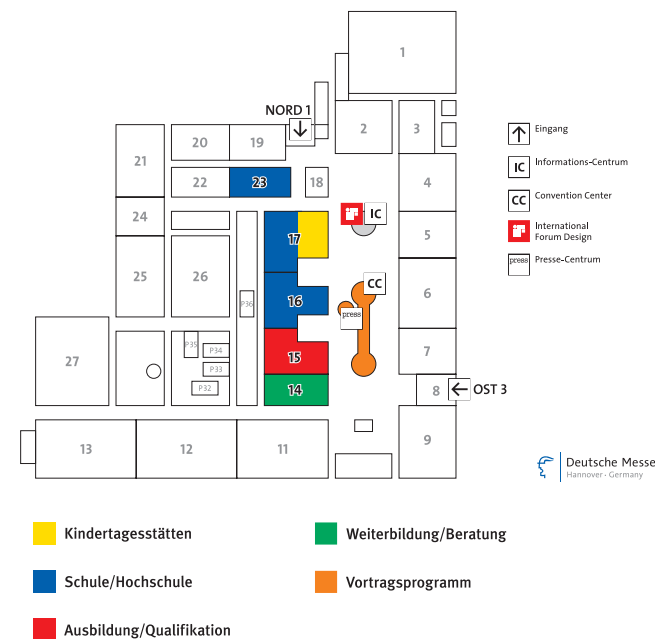 1
NORD 1
2
3
20
19
21
22
23
18
4
24
17
IC
5
25
26
16
CC
P36
press
6
27
P35
P34
P33
P32
15
7
14
8
OST 3
13
12
11
9
Eingang
IC
Informations-Centrum
CC
Convention Center
International
Forum Design
press
Presse-Centrum
Deutsche Messe
Hannover · Germany
Kindertagesstätten
Weiterbildung/Beratung
Schule/Hochschule
Vortragsprogramm
Ausbildung/Qualifikation